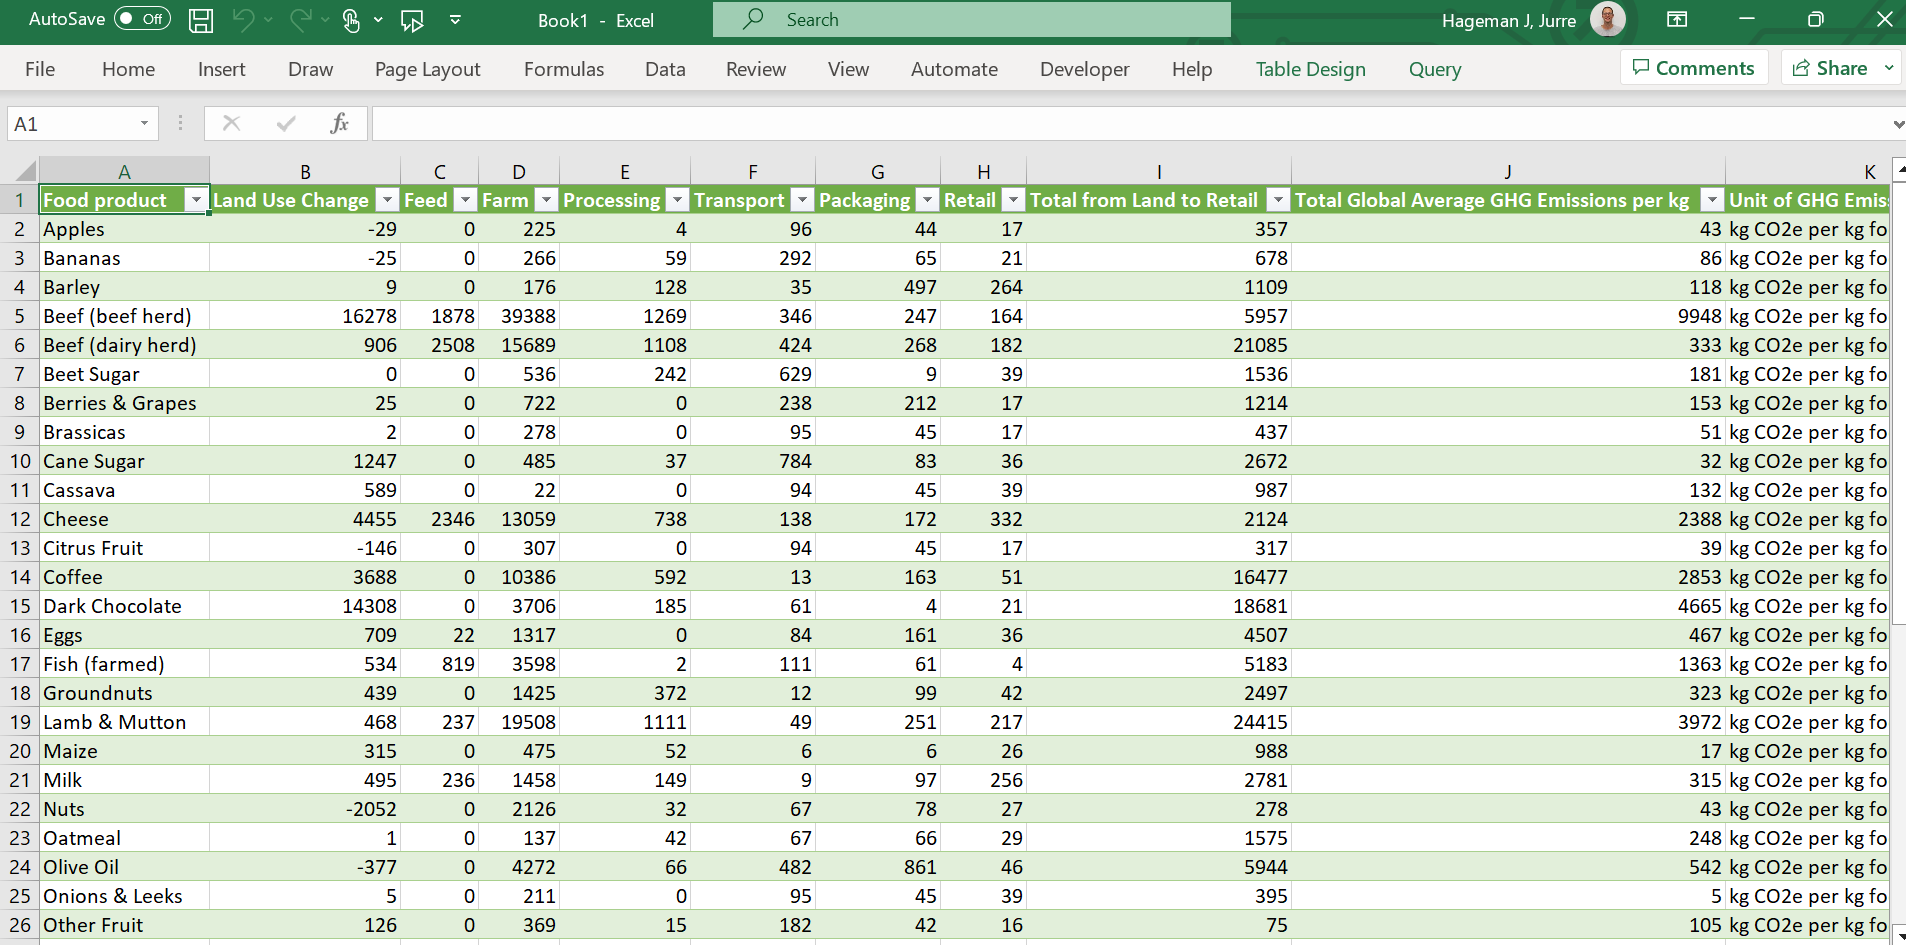 AutoSave Off Book1 - Excel Search Hageman J, Jurre
File Home Insert Draw Page Layout Formulas Data Review View Automate Developer Help Table Design Query Comments Share
A1 fx
A B C D E F G H I J K
1 Food product Land Use Change Feed Farm Processing Transport Packaging Retail Total from Land to Retail Total Global Average GHG Emissions per kg Unit of GHG Emis
2 Apples -29 0 225 4 96 44 17 357 43 kg CO2e per kg fo
3 Bananas -25 0 266 59 292 65 21 678 86 kg CO2e per kg fo
4 Barley 9 0 176 128 35 497 264 1109 118 kg CO2e per kg fo
5 Beef (beef herd) 16278 1878 39388 1269 346 247 164 5957 9948 kg CO2e per kg fo
6 Beef (dairy herd) 906 2508 15689 1108 424 268 182 21085 333 kg CO2e per kg fo
7 Beet Sugar 0 0 536 242 629 9 39 1536 181 kg CO2e per kg fo
8 Berries & Grapes 25 0 722 0 238 212 17 1214 153 kg CO2e per kg fo
9 Brassicas 2 0 278 0 95 45 17 437 51 kg CO2e per kg fo
10 Cane Sugar 1247 0 485 37 784 83 36 2672 32 kg CO2e per kg fo
11 Cassava 589 0 22 0 94 45 39 987 132 kg CO2e per kg fo
12 Cheese 4455 2346 13059 738 138 172 332 2124 2388 kg CO2e per kg fo
13 Citrus Fruit -146 0 307 0 94 45 17 317 39 kg CO2e per kg fo
14 Coffee 3688 0 10386 592 13 163 51 16477 2853 kg CO2e per kg fo
15 Dark Chocolate 14308 0 3706 185 61 4 21 18681 4665 kg CO2e per kg fo
16 Eggs 709 22 1317 0 84 161 36 4507 467 kg CO2e per kg fo
17 Fish (farmed) 534 819 3598 2 111 61 4 5183 1363 kg CO2e per kg fo
18 Groundnuts 439 0 1425 372 12 99 42 2497 323 kg CO2e per kg fo
19 Lamb & Mutton 468 237 19508 1111 49 251 217 24415 3972 kg CO2e per kg fo
20 Maize 315 0 475 52 6 6 26 988 17 kg CO2e per kg fo
21 Milk 495 236 1458 149 9 97 256 2781 315 kg CO2e per kg fo
22 Nuts -2052 0 2126 32 67 78 27 278 43 kg CO2e per kg fo
23 Oatmeal 1 0 137 42 67 66 29 1575 248 kg CO2e per kg fo
24 Olive Oil -377 0 4272 66 482 861 46 5944 542 kg CO2e per kg fo
25 Onions & Leeks 5 0 211 0 95 45 39 395 5 kg CO2e per kg fo
26 Other Fruit 126 0 369 15 182 42 16 75 105 kg CO2e per kg fo